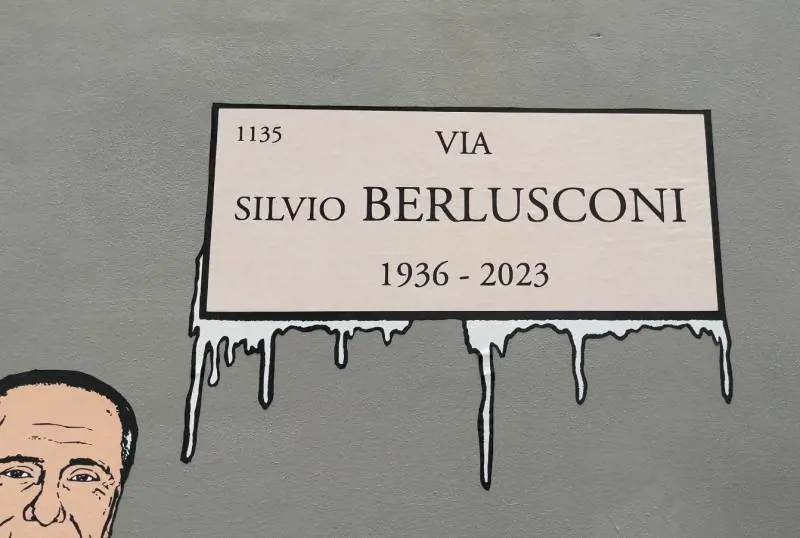 1135
VIA
SILVIO BERLUSCONI
1936 - 2023